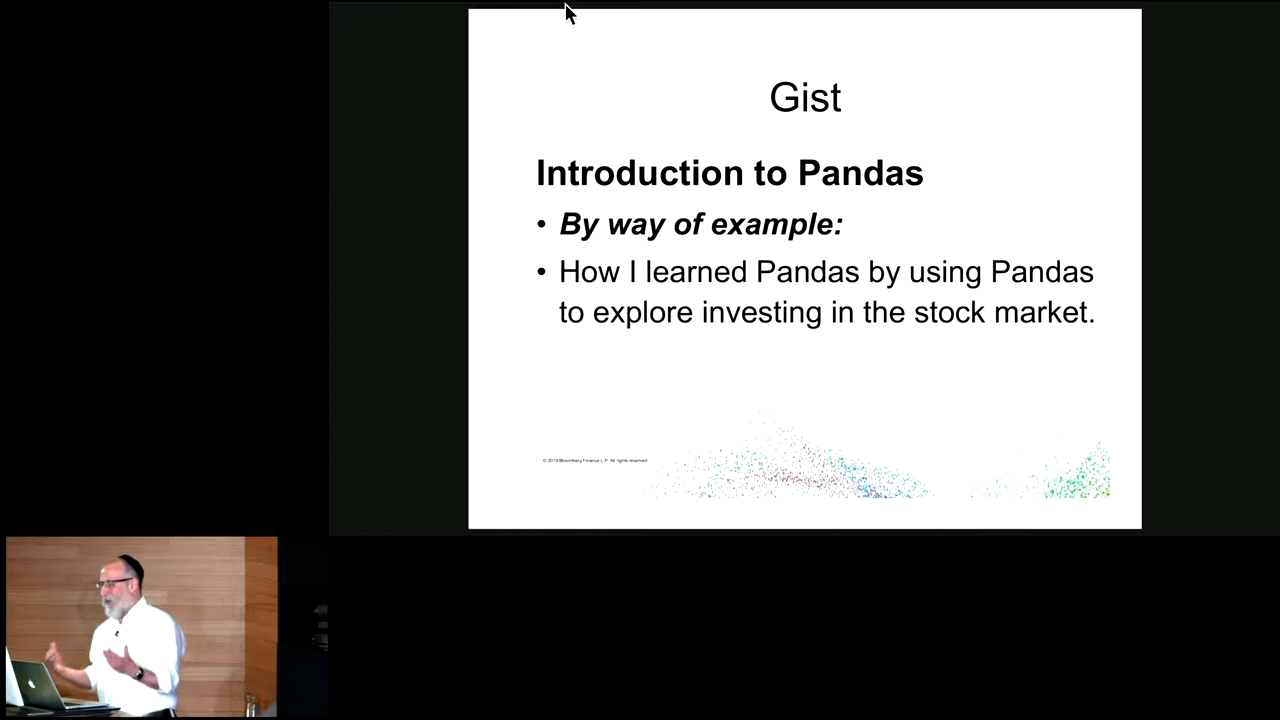 Gist
Introduction to Pandas
• By way of example:
• How I learned Pandas by using Pandas
to explore investing in the stock market.
© 2019 Bloomberg Finance L.P. All rights reserved